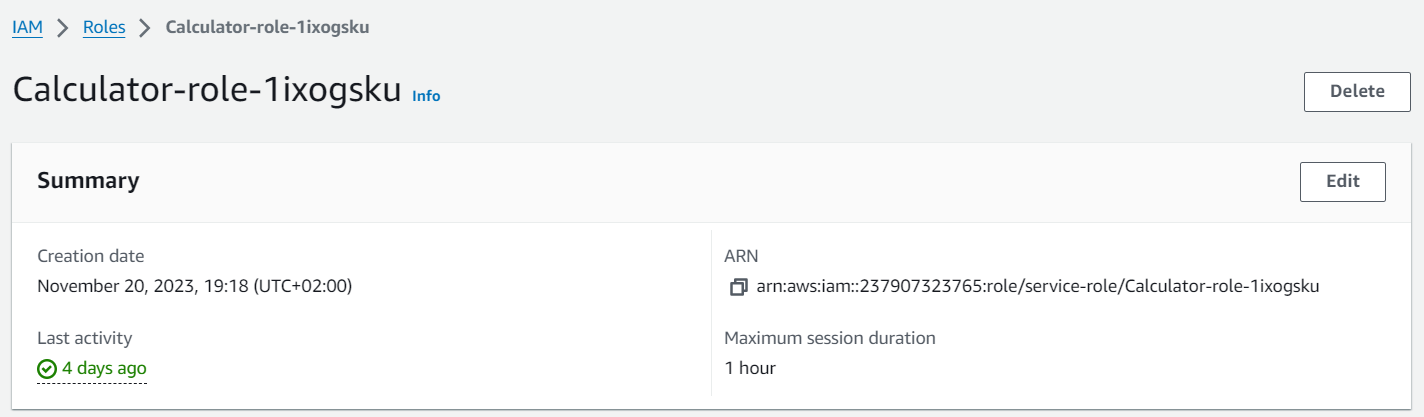 IAM > Roles > Calculator-role-1ixogsku
Calculator-role-1ixogsku Info
Delete
Summary
Edit
Creation date
November 20, 2023, 19:18 (UTC+02:00)
ARN
arn:aws:iam::237907323765:role/service-role/Calculator-role-1ixogsku
Last activity
4 days ago
Maximum session duration
1 hour